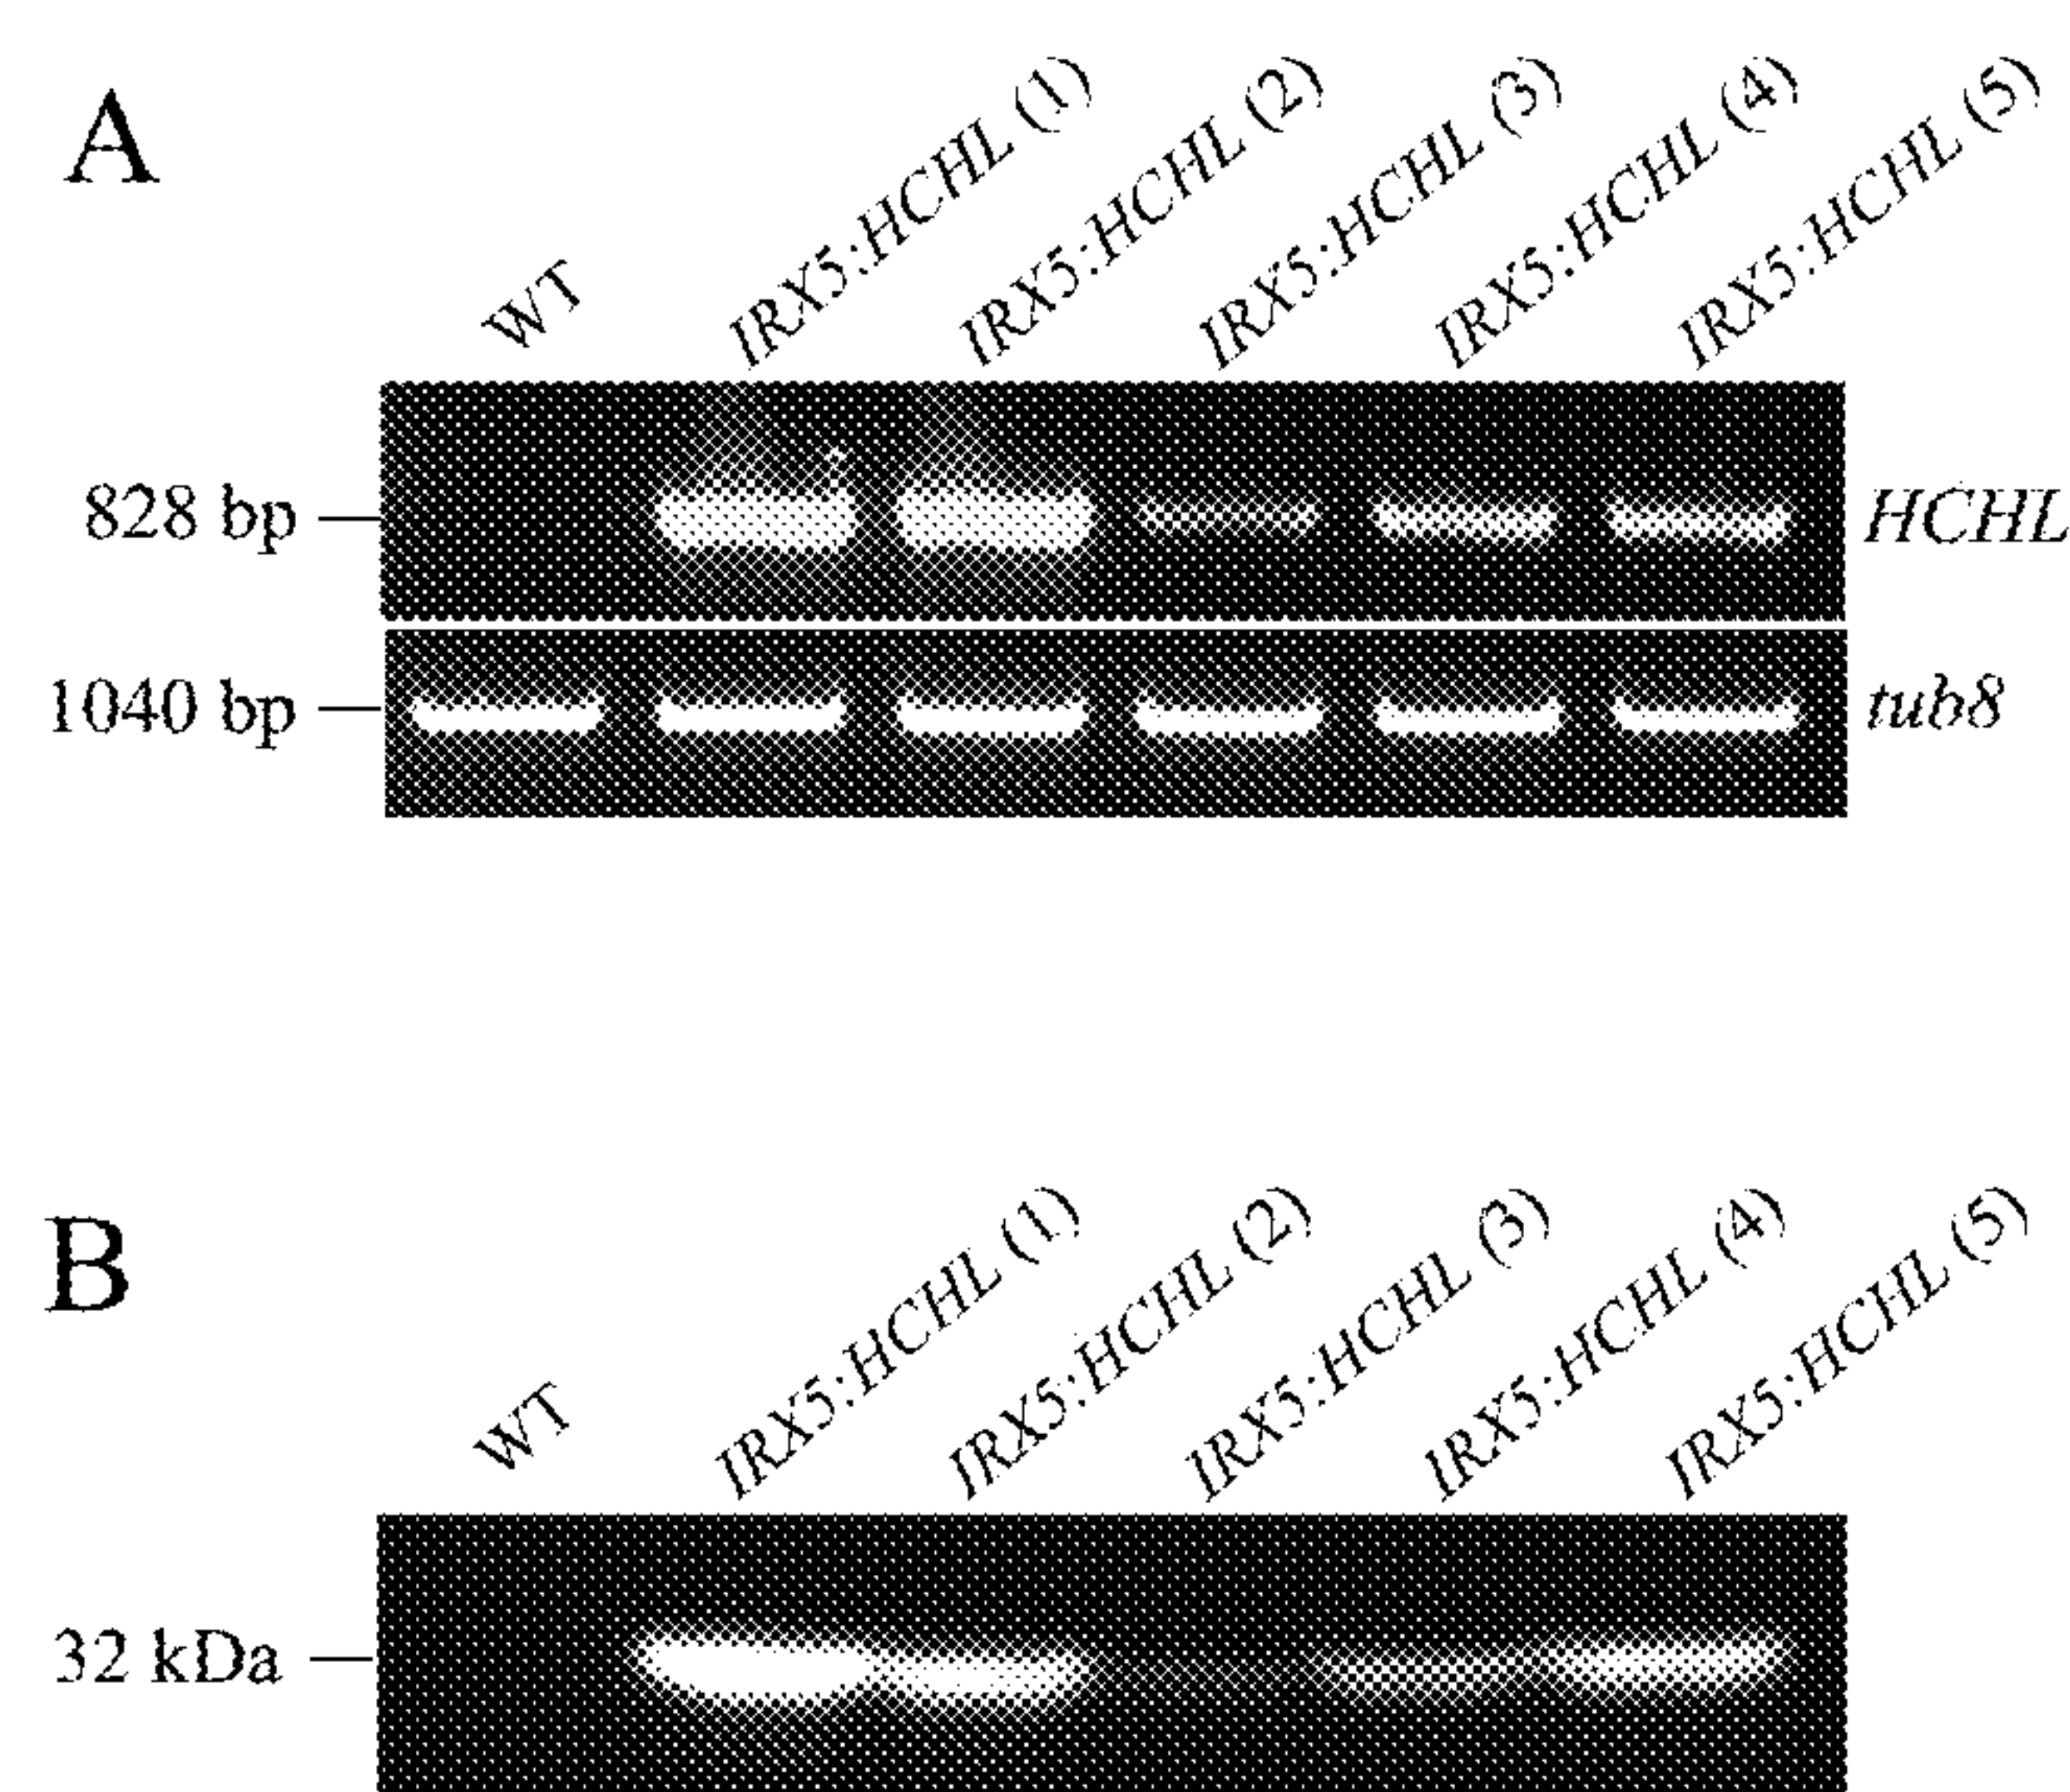 A
WT
IRX5::HCHL (1)
IRX5::HCHL (2)
IRX5::HCHL (3)
IRX5::HCHL (4)
IRX5::HCHL (5)
828 bp
HCHL
1040 bp
tub8
B
WT
IRX5::HCHL (1)
IRX5::HCHL (2)
IRX5::HCHL (3)
IRX5::HCHL (4)
IRX5::HCHL (5)
32 kDa